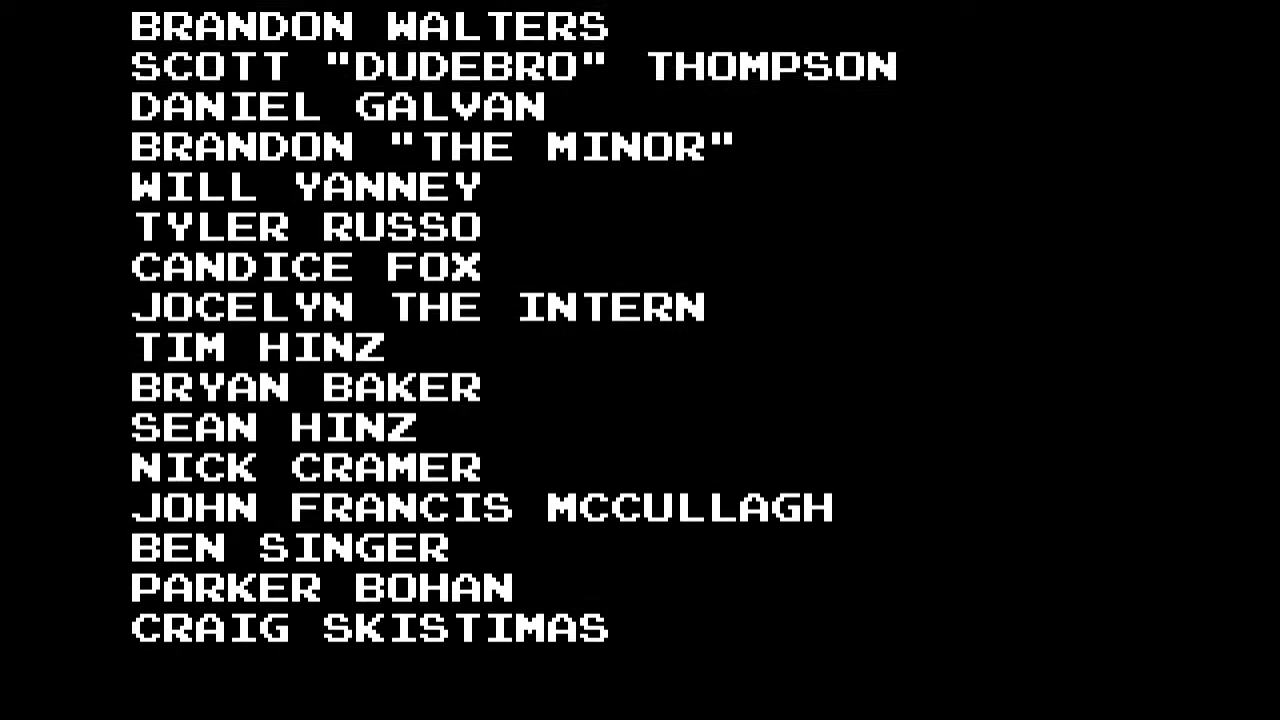 BRANDON WALTERS
SCOTT "DUDEBRO" THOMPSON
DANIEL GALVAN
BRANDON "THE MINOR"
WILL YANNEY
TYLER RUSSO
CANDICE FOX
JOCELYN THE INTERN
TIM HINZ
BRYAN BAKER
SEAN HINZ
NICK CRAMER
JOHN FRANCIS MCCULLAGH
BEN SINGER
PARKER BOHAN
CRAIG SKISTIMAS